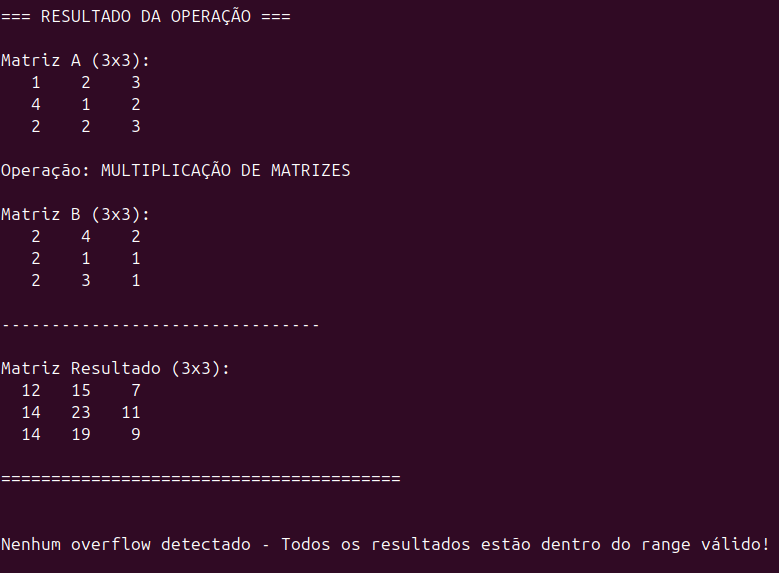 === RESULTADO DA OPERAÇÃO ===
Matriz A (3x3):
1 2 3
4 1 2
2 2 3
Operação: MULTIPLICAÇÃO DE MATRIZES
Matriz B (3x3):
2 4 2
2 1 1
2 3 1
--------------------------------
Matriz Resultado (3x3):
12 15 7
14 23 11
14 19 9
========================================
Nenhum overflow detectado - Todos os resultados estão dentro do range válido!